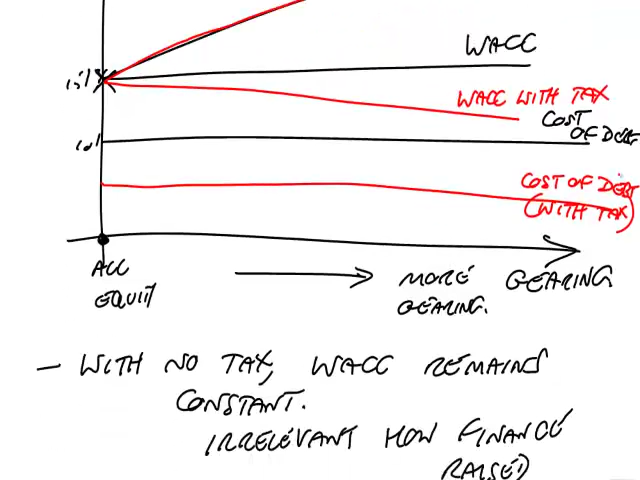 WACC
15%
WACC WITH TAX
COST
OF DEBT
10%
COST OF DEBT
(WITH TAX)
ALL
EQUITY
MORE
GEARING.
GEARING
- WITH NO TAX, WACC REMAINS
CONSTANT.
IRRELEVANT HOW FINANCE
RAISED